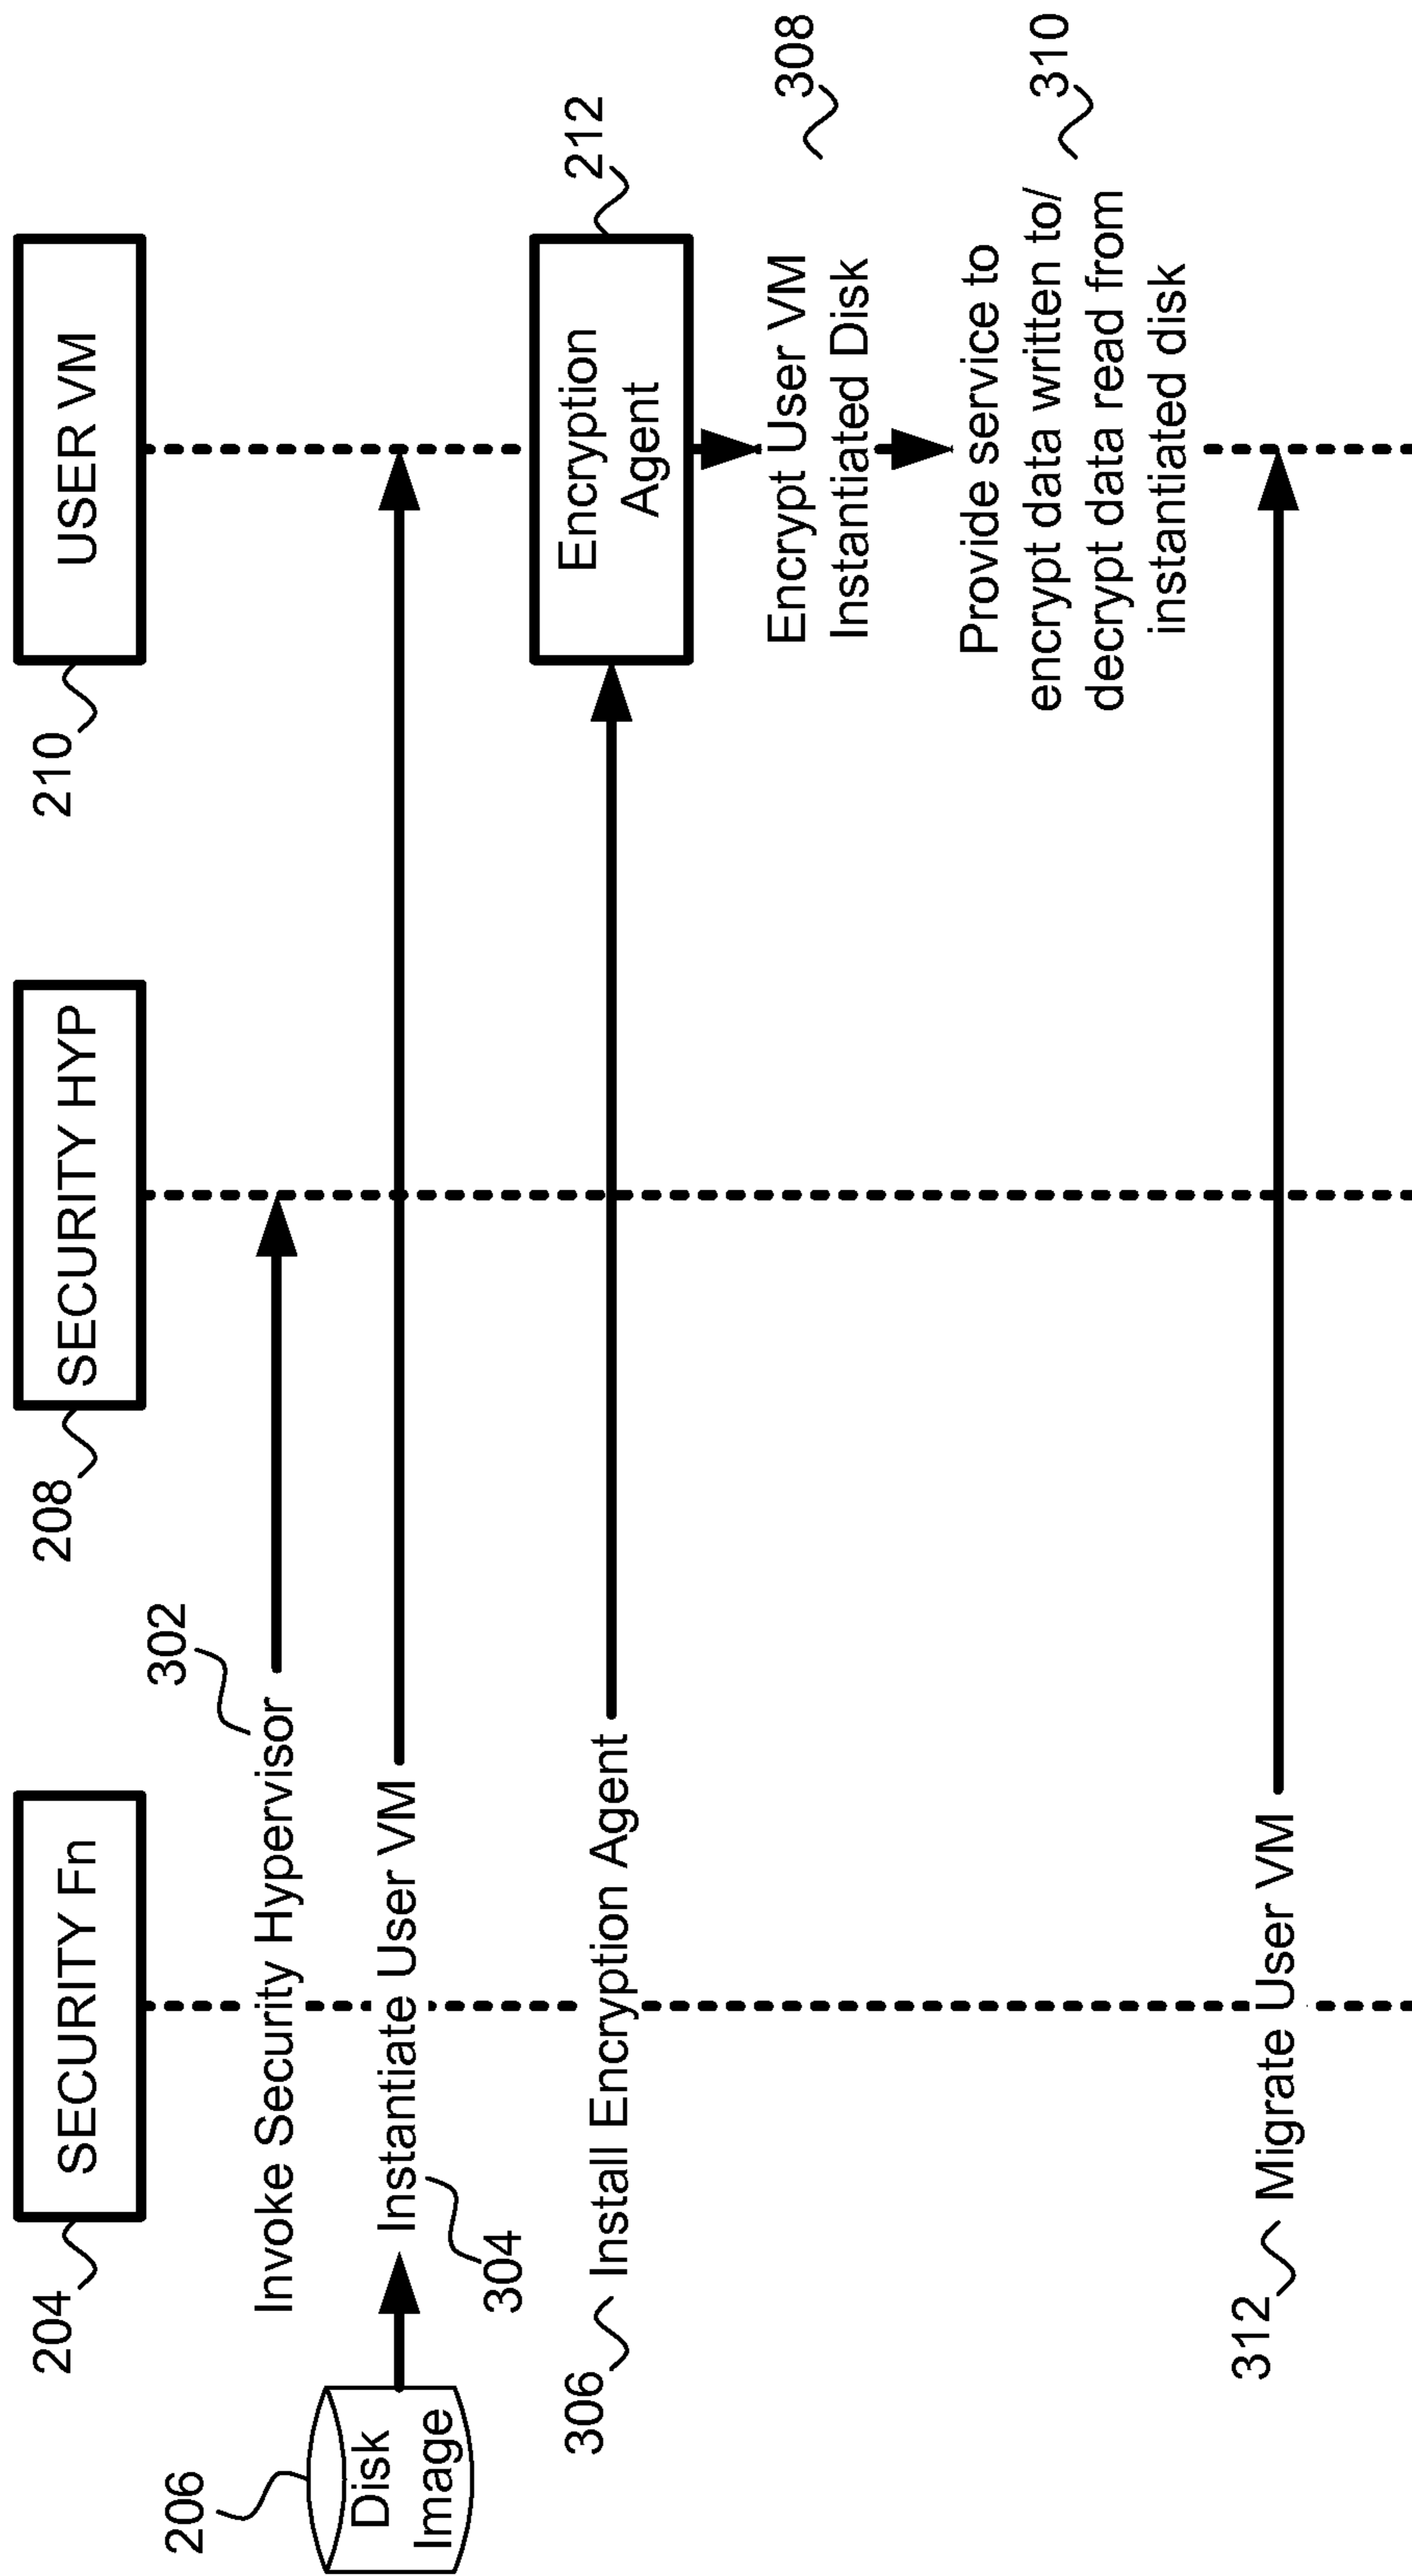 204
SECURITY Fn
208
SECURITY HYP
210
USER VM
302
Invoke Security Hypervisor
206
Disk
Image
Instantiate User VM
304
306
Install Encryption Agent
Encryption
Agent
212
Encrypt User VM
Instantiated Disk
308
Provide service to
encrypt data written to/
decrypt data read from
instantiated disk
310
312
Migrate User VM